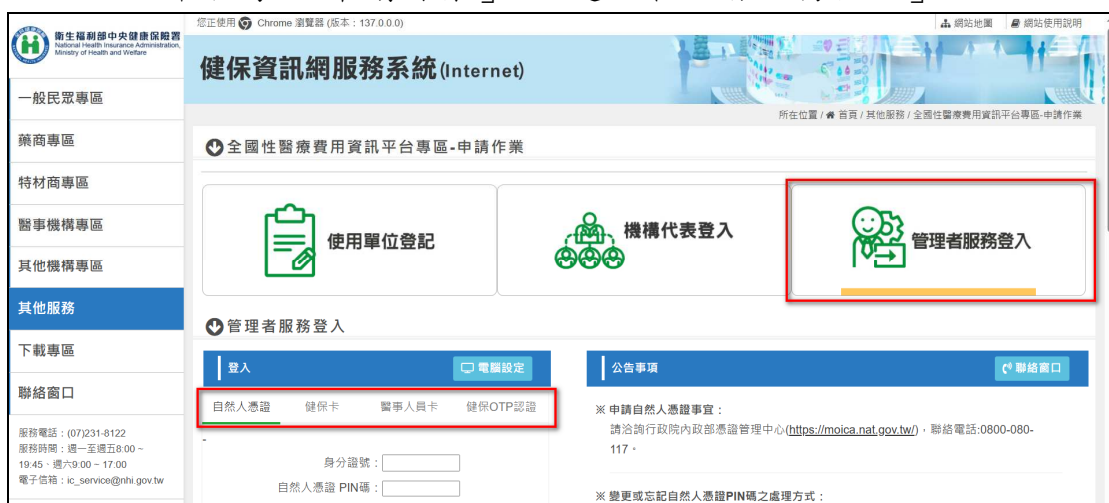 您正使用 Chrome 瀏覽器 (版本：137.0.0.0)
網站地圖 網站使用說明
衛生福利部中央健康保險署
National Health Insurance Administration,
Ministry of Health and Welfare
健保資訊網服務系統(Internet)
一般民眾專區
藥商專區
特材商專區
醫事機構專區
其他機構專區
其他服務
下載專區
聯絡窗口
服務電話：(07)231-8122
服務時間：週一至週五8:00 ~
19:45、週六9:00 ~ 17:00
電子信箱：ic_service@nhi.gov.tw
所在位置 / 首頁 / 其他服務 / 全國性醫療費用資訊平台專區-申請作業
全國性醫療費用資訊平台專區-申請作業
使用單位登記
機構代表登入
管理者服務登入
管理者服務登入
登入
電腦設定
自然人憑證 健保卡 醫事人員卡 健保OTP認證
-
身分證號：
自然人憑證 PIN碼：
公告事項
聯絡窗口
※ 申請自然人憑證事宜：
請洽詢行政院內政部憑證管理中心(https://moica.nat.gov.tw/)，聯絡電話:0800-080-
117。
※ 變更或忘記自然人憑證PIN碼之處理方式：